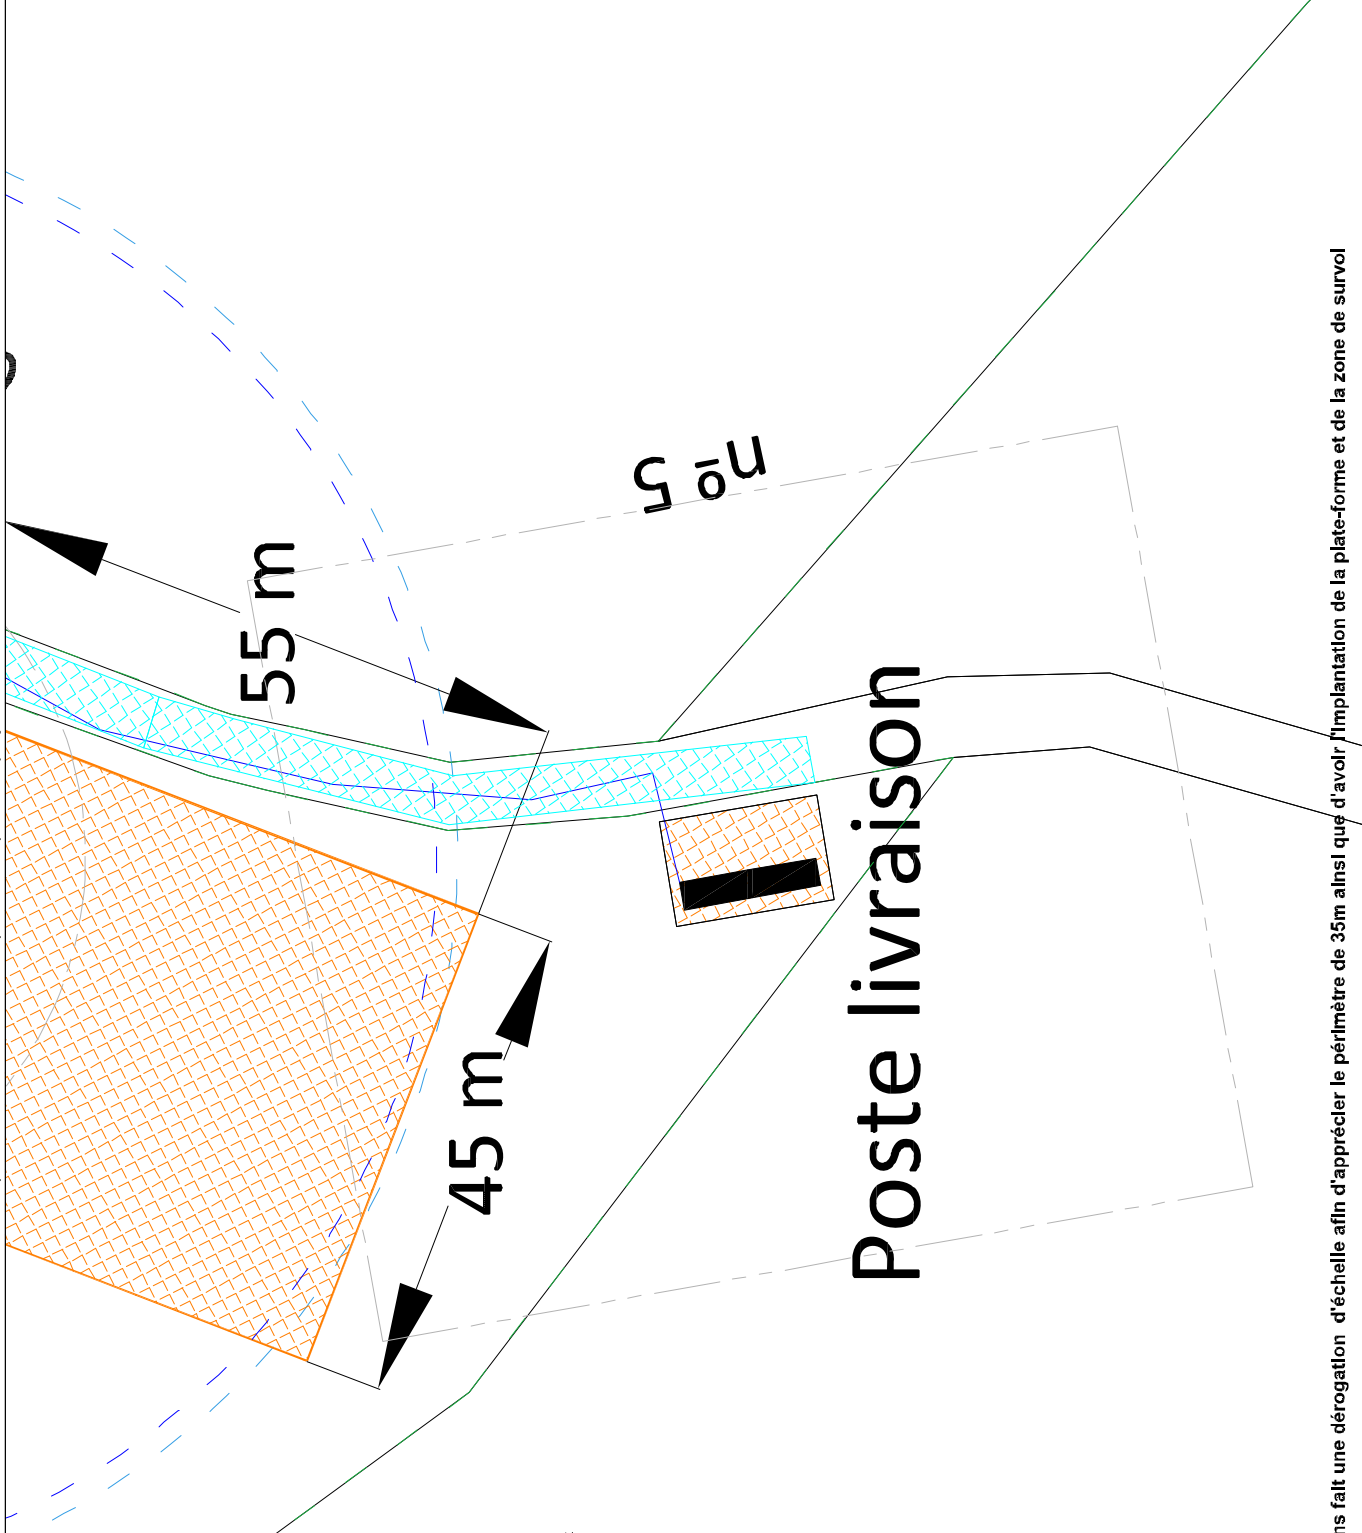 55 m
nº 5
45 m
Poste livraison
fait une dérogation d'échelle afin d'apprécier le périmètre de 35m ainsi que d'avoir l'implantation de la plate-forme et de la zone de survol